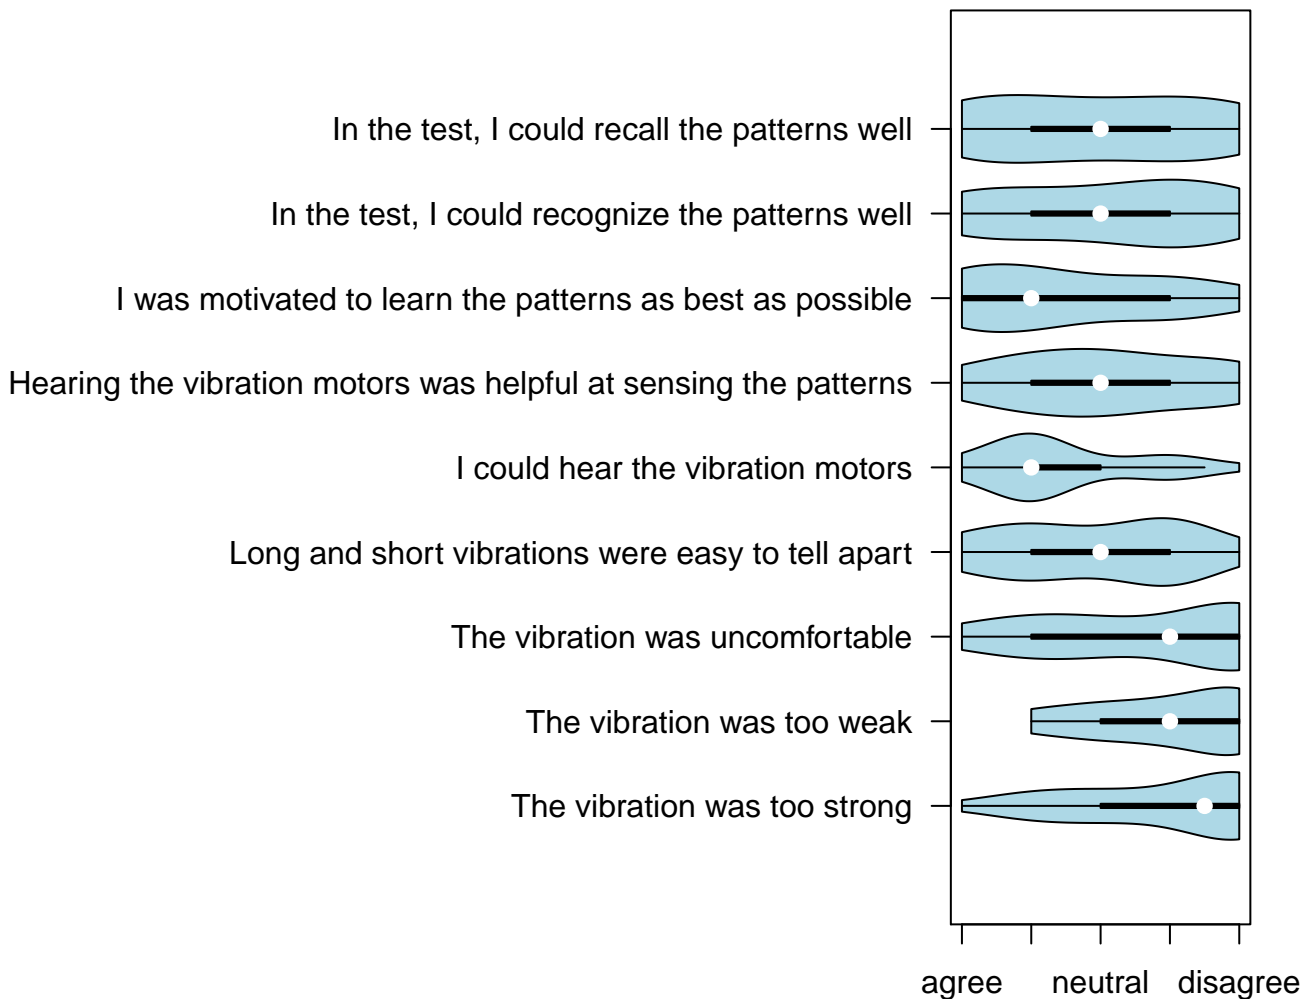 In the test, I could recall the patterns well
In the test, I could recognize the patterns well
I was motivated to learn the patterns as best as possible
Hearing the vibration motors was helpful at sensing the patterns
I could hear the vibration motors
Long and short vibrations were easy to tell apart
The vibration was uncomfortable
The vibration was too weak
The vibration was too strong
agree neutral disagree